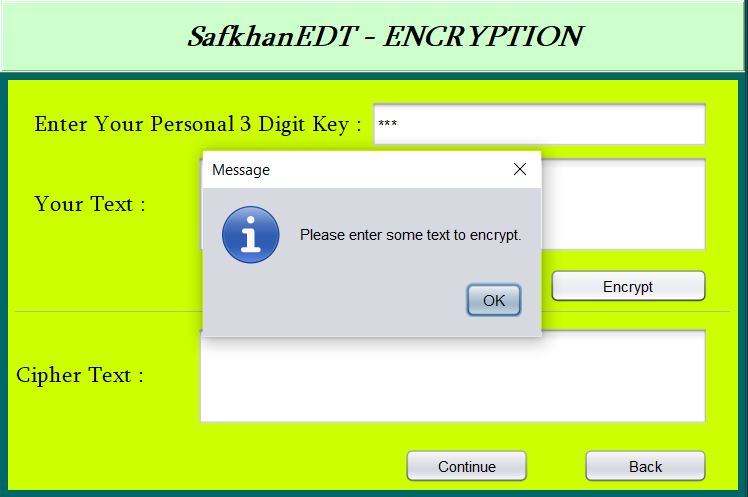 SafkhanEDT - ENCRYPTION
Enter Your Personal 3 Digit Key : ***
Message
Your Text :
Please enter some text to encrypt.
OK
Encrypt
Cipher Text :
Continue
Back